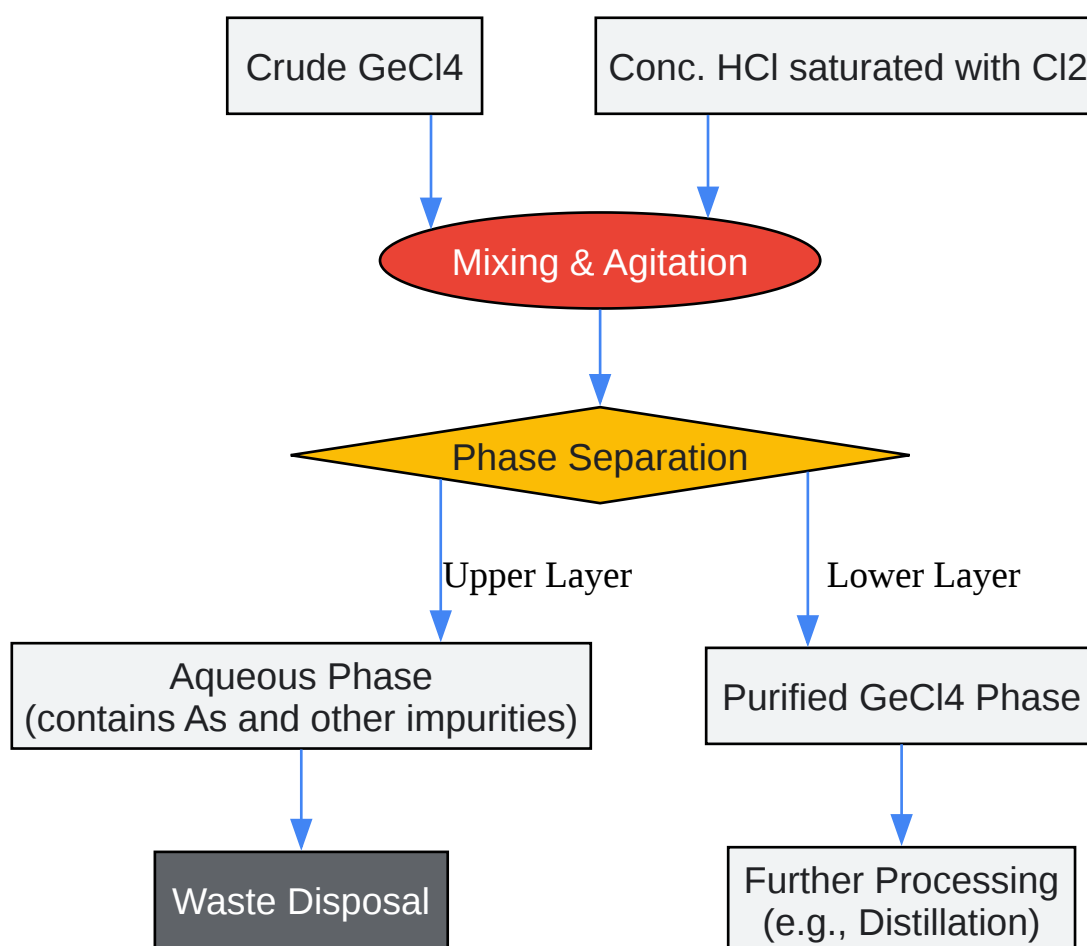 Crude GeCl4
Conc. HCl saturated with Cl2
Mixing & Agitation
Phase Separation
Upper Layer
Lower Layer
Aqueous Phase
(contains As and other impurities)
Purified GeCl4 Phase
Waste Disposal
Further Processing
(e.g., Distillation)